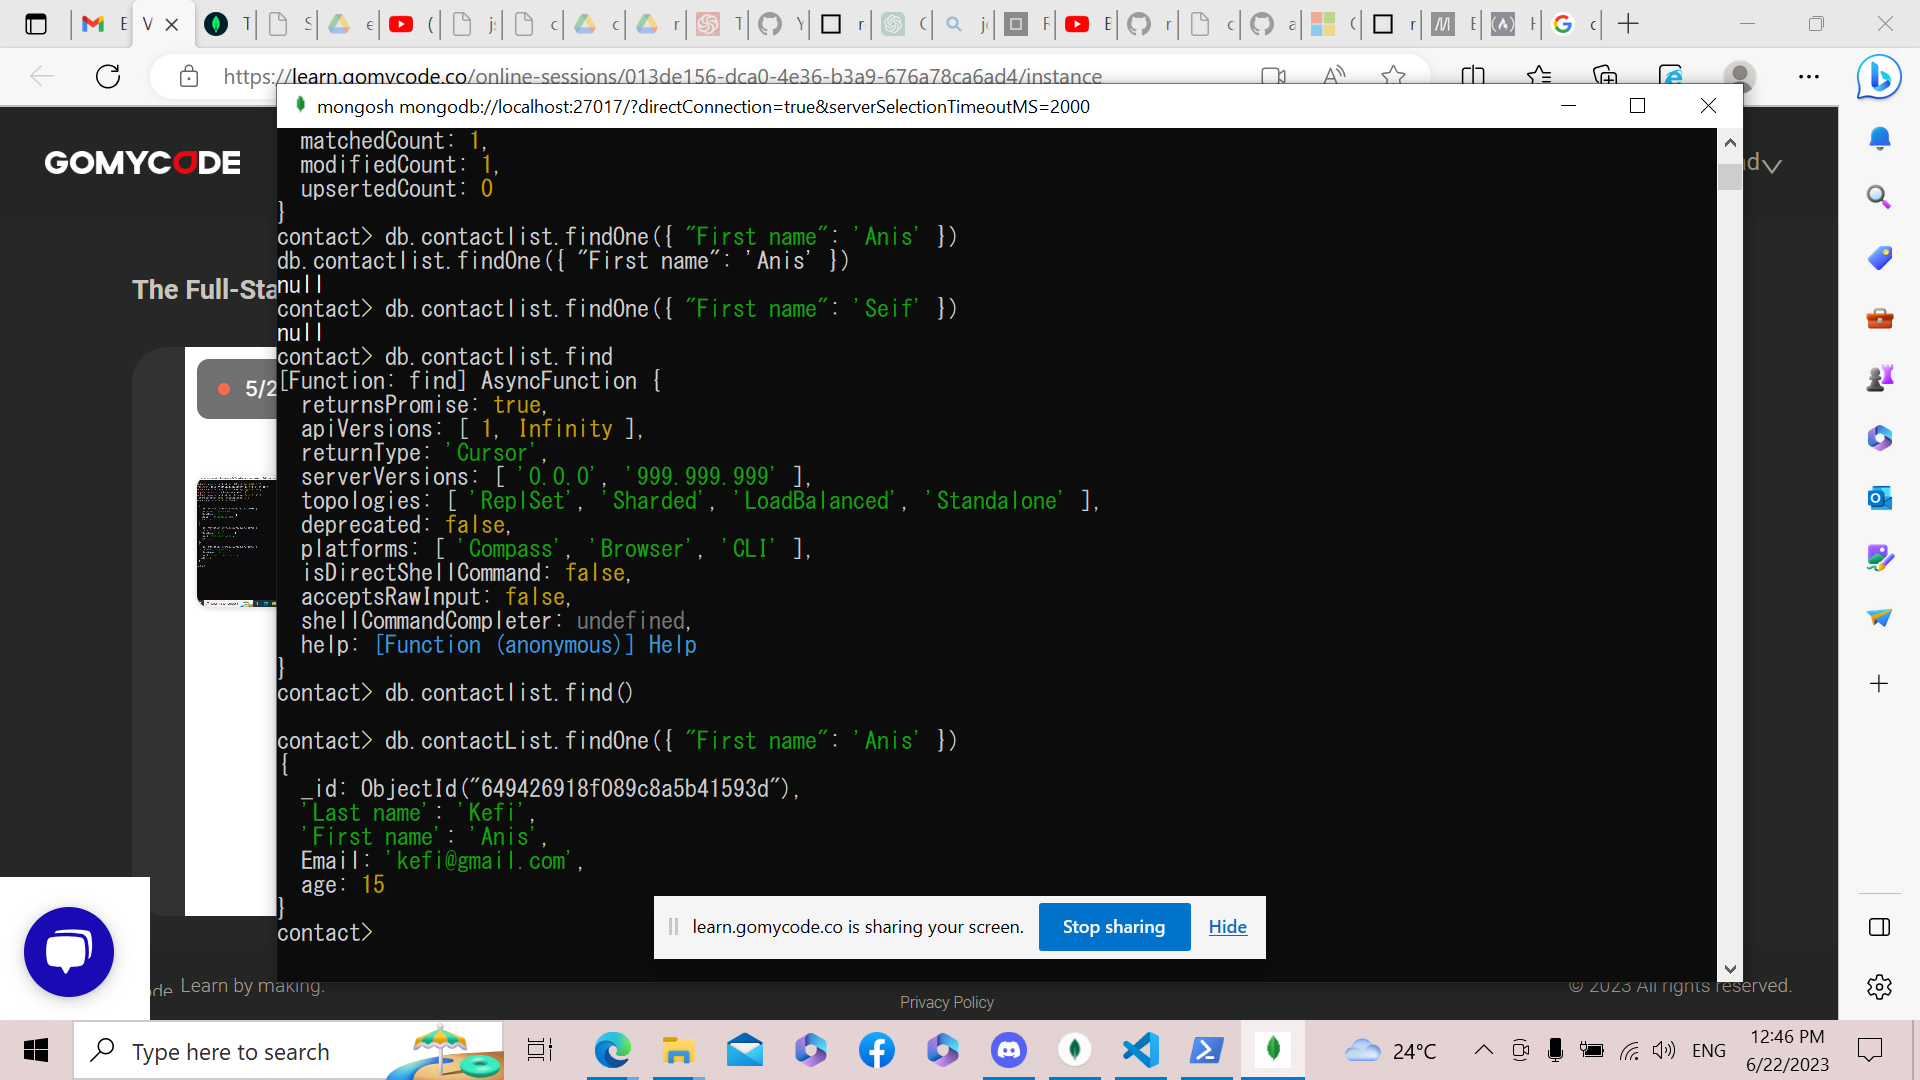 https://learn.gomycode.co/online-sessions/013de156-dca0-4e36-b3a9-676a78ca6ad4/instance
mongosh mongodb://localhost:27017/?directConnection=true&serverSelectionTimeoutMS=2000
GOMYCODE
The Full-Sta
5/2
matchedCount: 1,
modifiedCount: 1,
upsertedCount: 0
}
contact> db.contactlist.findOne({ "First name": 'Anis' })
db.contactlist.findOne({ "First name": 'Anis' })
null
contact> db.contactlist.findOne({ "First name": 'Seif' })
null
contact> db.contactlist.find
[Function: find] AsyncFunction {
returnsPromise: true,
apiVersions: [ 1, Infinity ],
returnType: 'Cursor',
serverVersions: [ '0.0.0', '999.999.999' ],
topologies: [ 'ReplSet', 'Sharded', 'LoadBalanced', 'Standalone' ],
deprecated: false,
platforms: [ 'Compass', 'Browser', 'CLI' ],
isDirectShellCommand: false,
acceptsRawInput: false,
shellCommandCompleter: undefined,
help: [Function (anonymous)] Help
}
contact> db.contactlist.find()
contact> db.contactList.findOne({ "First name": 'Anis' })
{
_id: ObjectId("649426918f089c8a5b41593d"),
'Last name': 'Kefi',
'First name': 'Anis',
Email: 'kefi@gmail.com',
age: 15
}
contact>
learn.gomycode.co is sharing your screen.
Stop sharing
Hide
Learn by making.
Privacy Policy
© 2023 All rights reserved.
Type here to search
24°C
ENG
12:46 PM
6/22/2023